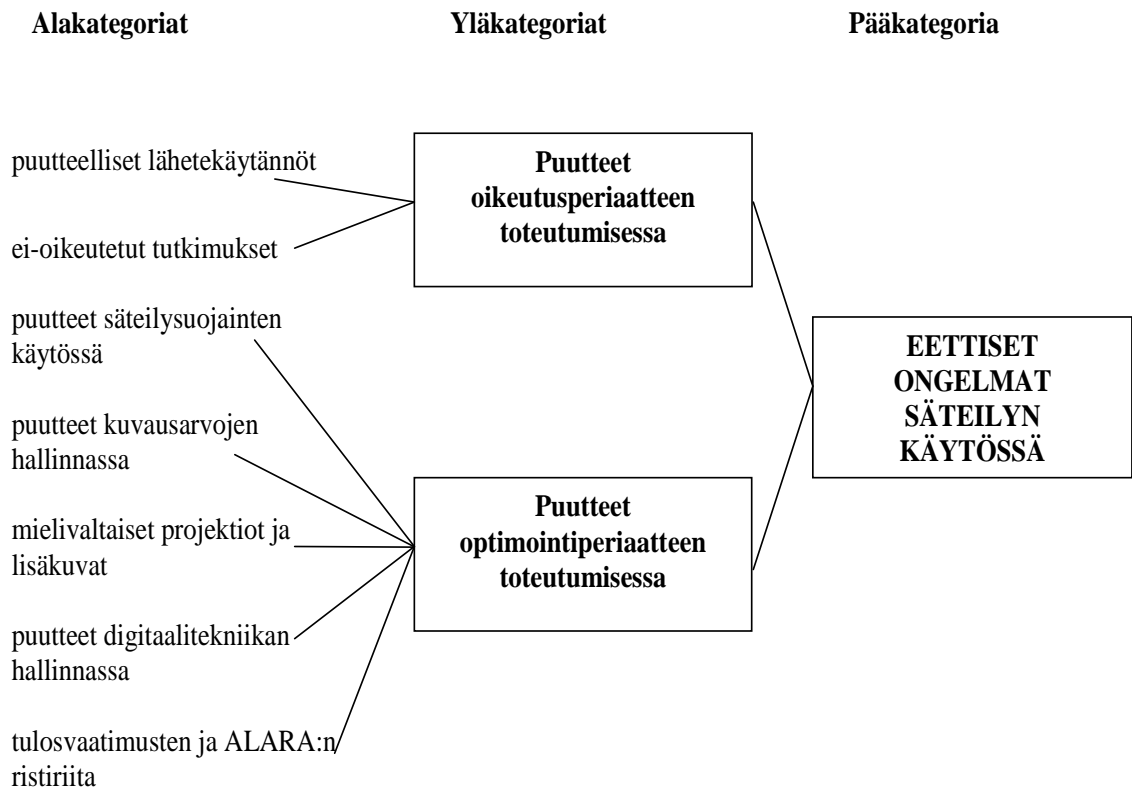 Alakategoriat Yläkategoriat Pääkategoria
puutteelliset lähetekäytännöt
ei-oikeutetut tutkimukset
puutteet säteilysuojainten
käytössä
puutteet kuvausarvojen
hallinnassa
mielivaltaiset projektiot ja
lisäkuvat
puutteet digitaalitekniikan
hallinnassa
tulosvaatimusten ja ALARA:n
ristiriita
Puutteet
oikeutusperiaatteen
toteutumisessa
Puutteet
optimointiperiaatteen
toteutumisessa
EETTISET
ONGELMAT
SÄTEILYN
KÄYTÖSSÄ